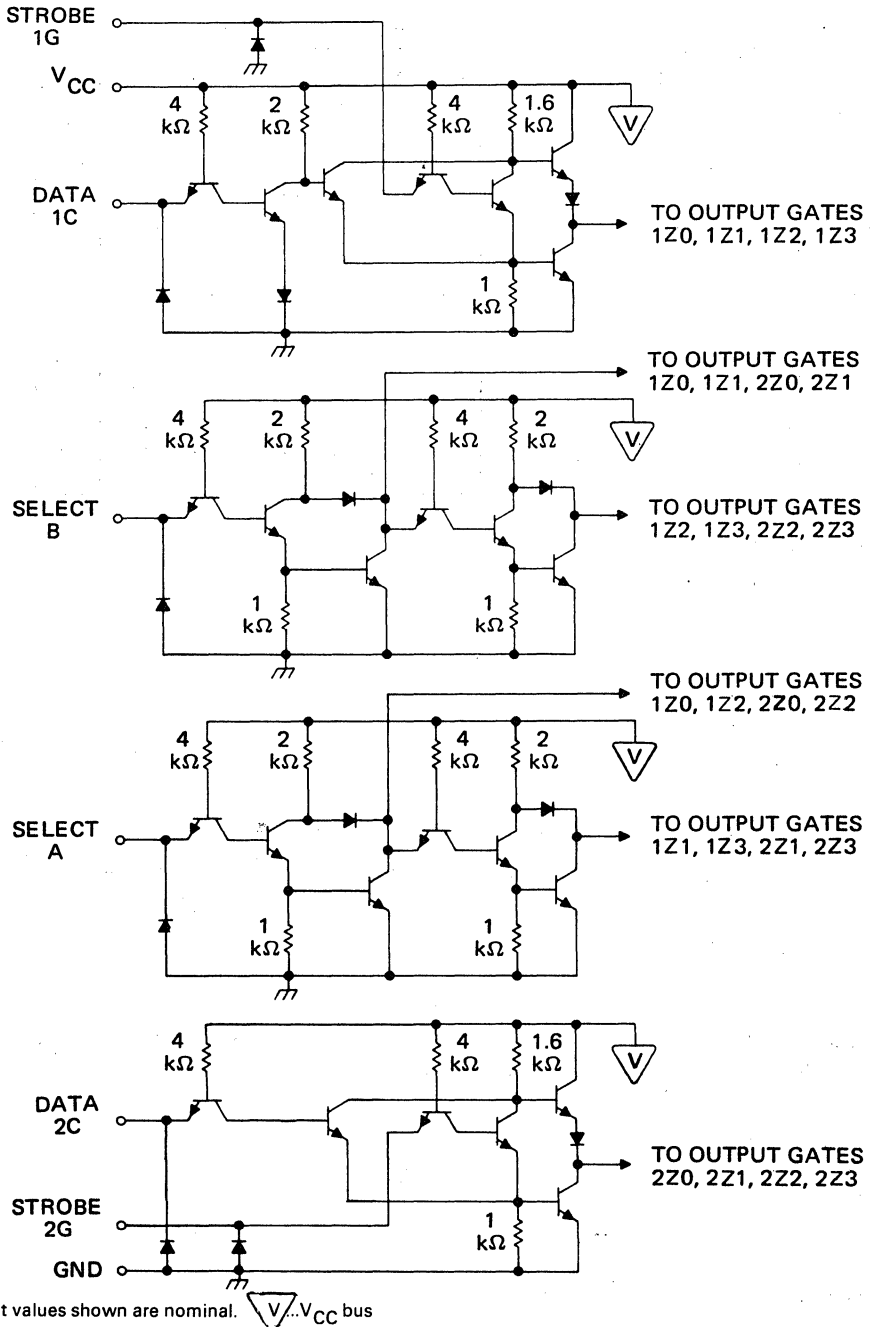 STROBE
1G
VCC
4
kΩ
2
kΩ
4
kΩ
1.6
kΩ
V
DATA
1C
TO OUTPUT GATES
1Z0, 1Z1, 1Z2, 1Z3
1
kΩ
TO OUTPUT GATES
1Z0, 1Z1, 2Z0, 2Z1
4
kΩ
2
kΩ
4
kΩ
2
kΩ
V
SELECT
B
TO OUTPUT GATES
1Z2, 1Z3, 2Z2, 2Z3
1
kΩ
1
kΩ
TO OUTPUT GATES
1Z0, 1Z2, 2Z0, 2Z2
4
kΩ
2
kΩ
4
kΩ
2
kΩ
V
SELECT
A
TO OUTPUT GATES
1Z1, 1Z3, 2Z1, 2Z3
1
kΩ
1
kΩ
4
kΩ
4
kΩ
1.6
kΩ
V
DATA
2C
TO OUTPUT GATES
2Z0, 2Z1, 2Z2, 2Z3
STROBE
2G
1
kΩ
GND
t values shown are nominal. V ...VCC bus